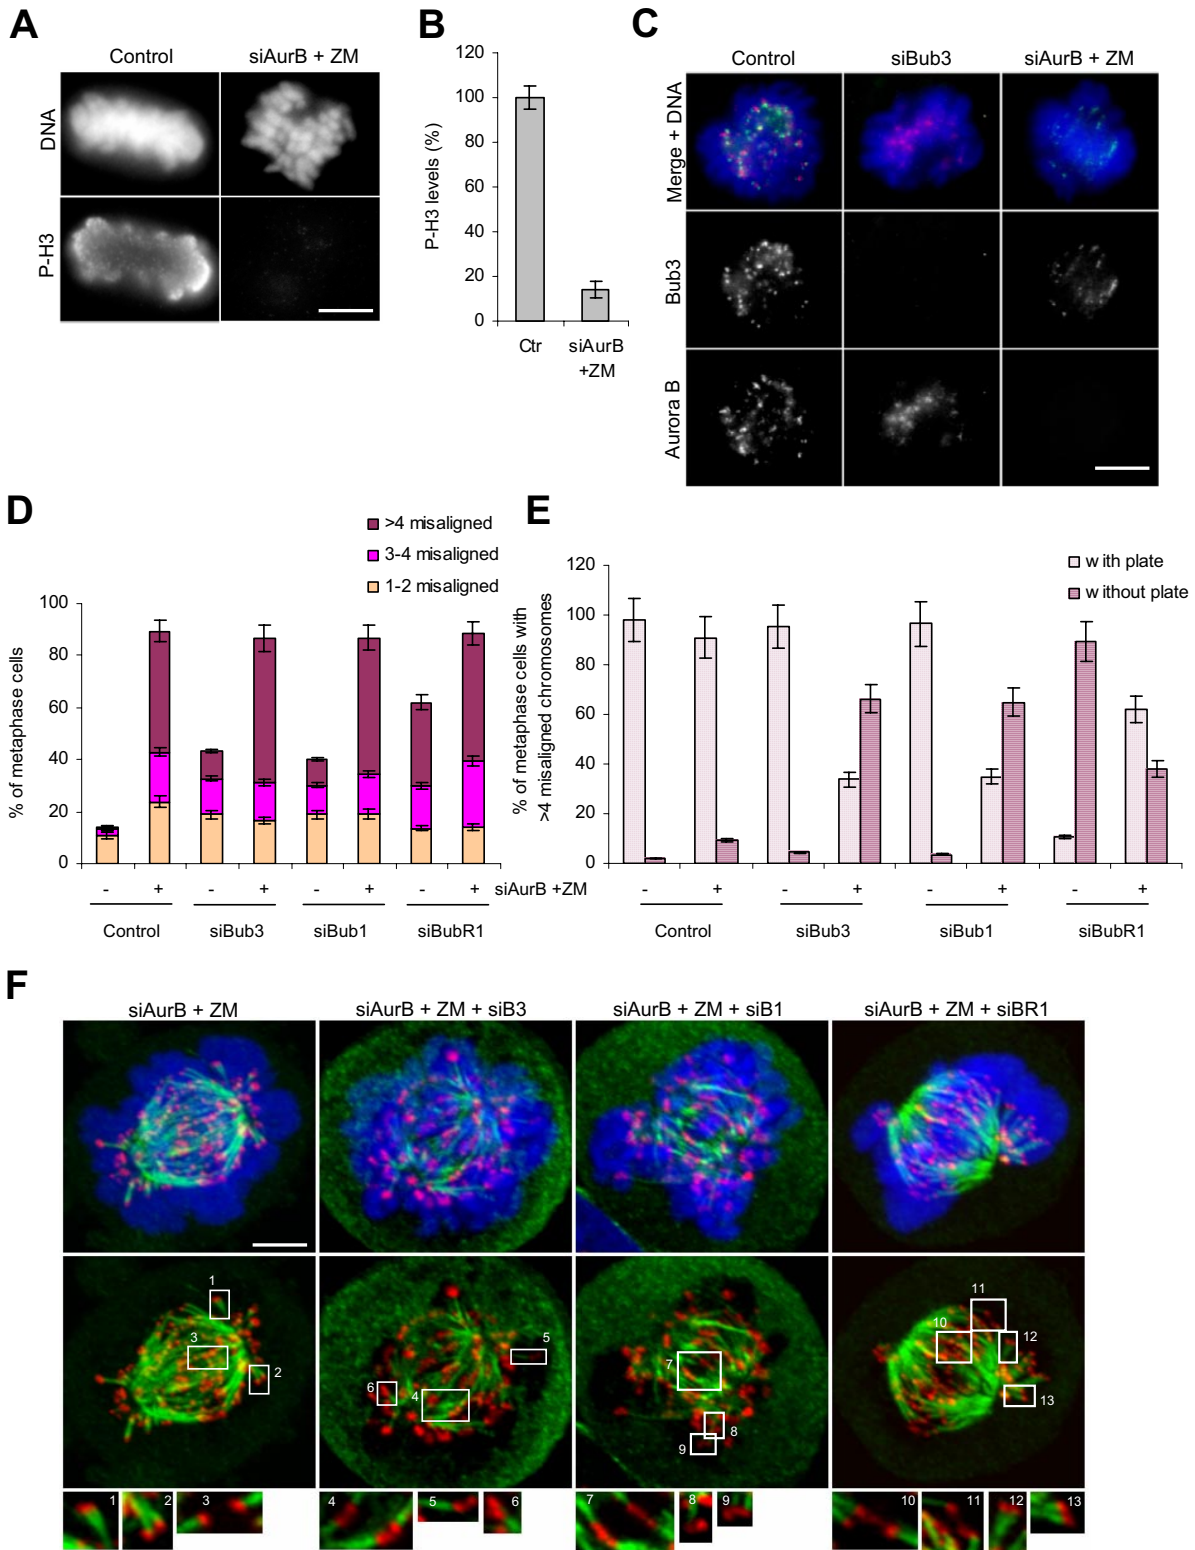 A
Control
siAurB + ZM
DNA
P-H3
B
P-H3 levels (%)
120
100
80
60
40
20
0
Ctr
siAurB
+ZM
C
Control
siBub3
siAurB + ZM
Merge + DNA
Bub3
Aurora B
D
>4 misaligned
3-4 misaligned
1-2 misaligned
% of metaphase cells
100
80
60
40
20
0
- + - + - + - + siAurB +ZM
Control siBub3 siBub1 siBubR1
E
with plate
without plate
% of metaphase cells with
>4 misaligned chromosomes
120
100
80
60
40
20
0
- + - + - + - +
Control siBub3 siBub1 siBubR1
F
siAurB + ZM
siAurB + ZM + siB3
siAurB + ZM + siB1
siAurB + ZM + siBR1
1
3
2
5
6
4
7
8
9
11
10
12
13
1 2 3 4 5 6 7 8 9 10 11 12 13